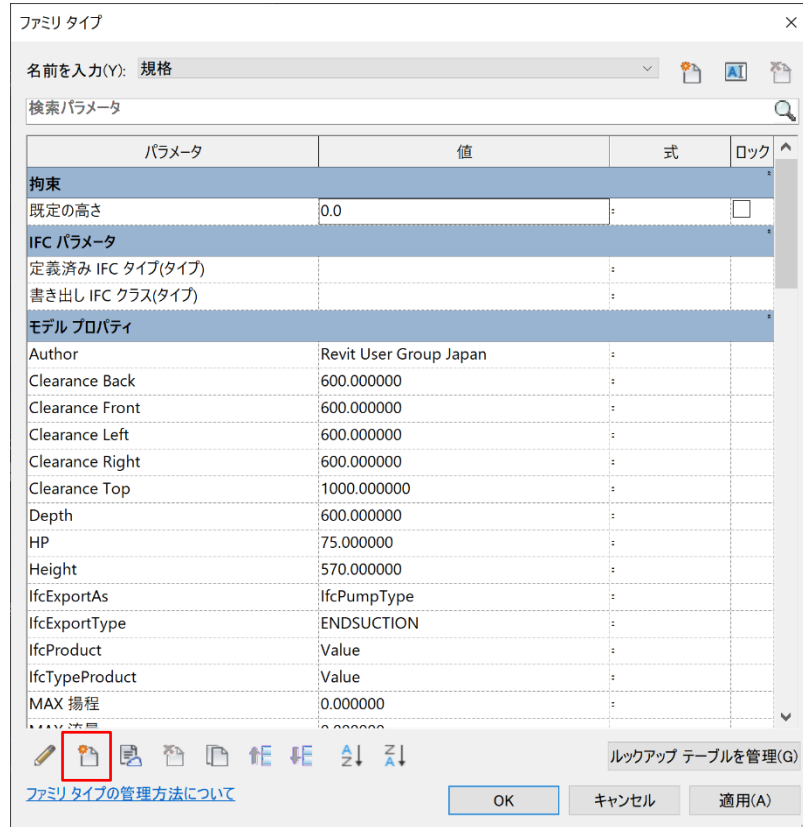 ファミリ タイプ
名前を入力(Y): 規格
検索パラメータ
パラメータ 値 式 ロック
拘束
既定の高さ 0.0 =
IFC パラメータ
定義済み IFC タイプ(タイプ) =
書き出し IFC クラス(タイプ) =
モデル プロパティ
Author Revit User Group Japan =
Clearance Back 600.000000 =
Clearance Front 600.000000 =
Clearance Left 600.000000 =
Clearance Right 600.000000 =
Clearance Top 1000.000000 =
Depth 600.000000 =
HP 75.000000 =
Height 570.000000 =
IfcExportAs IfcPumpType =
IfcExportType ENDSUCTION =
IfcProduct Value =
IfcTypeProduct Value =
MAX 揚程 0.000000 =
ルックアップ テーブルを管理(G)
ファミリ タイプの管理方法について
OK キャンセル 適用(A)